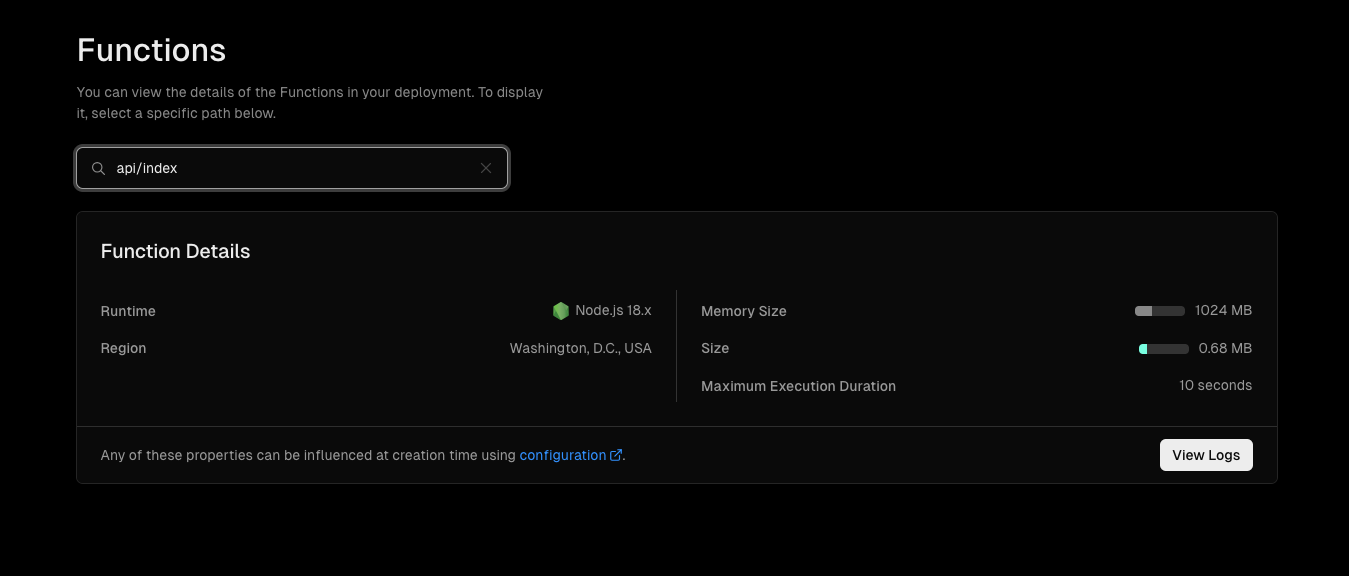 Functions
You can view the details of the Functions in your deployment. To display
it, select a specific path below.
api/index
Function Details
Runtime Node.js 18.x
Region Washington, D.C., USA
Memory Size 1024 MB
Size 0.68 MB
Maximum Execution Duration 10 seconds
Any of these properties can be influenced at creation time using configuration.
View Logs